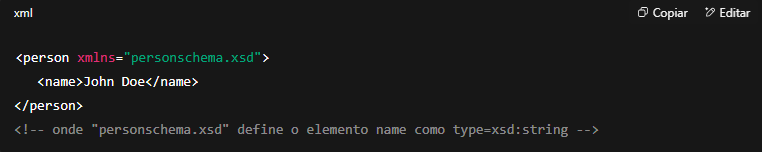 xml
Copiar
Editar
<person xmlns="personschema.xsd">
<name>John Doe</name>
</person>
<!-- onde "personschema.xsd" define o elemento name como type=xsd:string -->